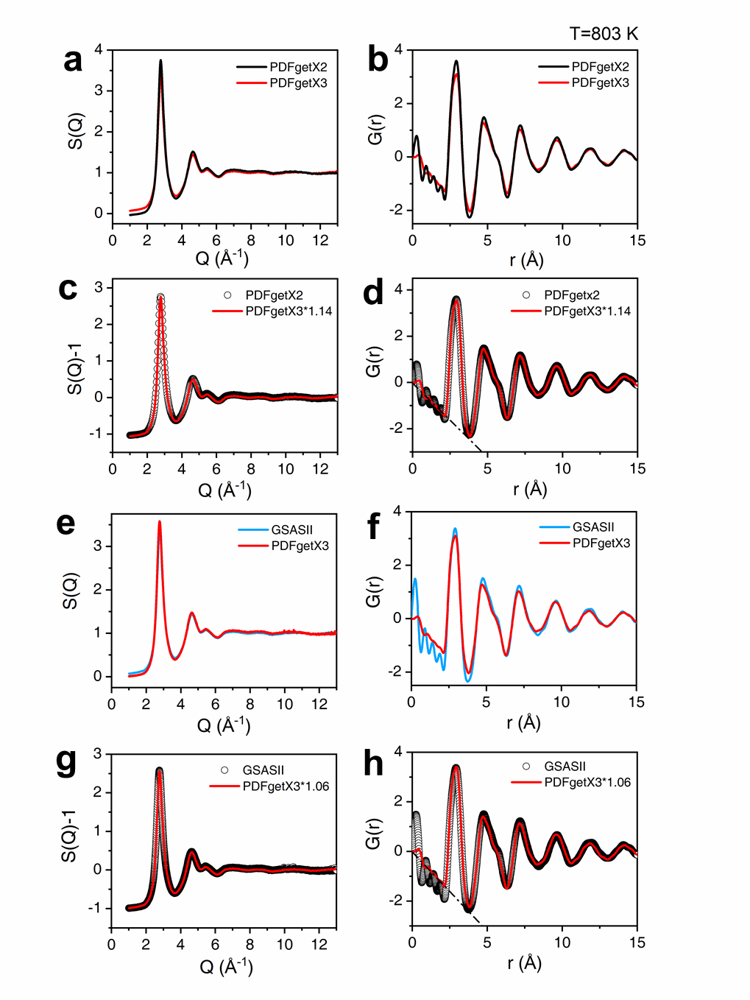 T=803 K
a
4
3
2
1
0
S(Q)
PDFgetX2
PDFgetX3
0 2 4 6 8 10 12
Q (Å-1)
b
4
2
0
-2
G(r)
PDFgetX2
PDFgetX3
0 5 10 15
r (Å)
c
3
2
1
0
-1
S(Q)-1
PDFgetX2
PDFgetX3*1.14
0 2 4 6 8 10 12
Q (Å-1)
d
4
2
0
-2
G(r)
PDFgetx2
PDFgetX3*1.14
0 5 10 15
r (Å)
e
3
2
1
0
S(Q)
GSASII
PDFgetX3
0 2 4 6 8 10 12
Q (Å-1)
f
4
2
0
-2
G(r)
GSASII
PDFgetX3
0 5 10 15
r (Å)
g
3
2
1
0
-1
S(Q)-1
GSASII
PDFgetX3*1.06
0 2 4 6 8 10 12
Q (Å-1)
h
4
2
0
-2
G(r)
GSASII
PDFgetX3*1.06
0 5 10 15
r (Å)